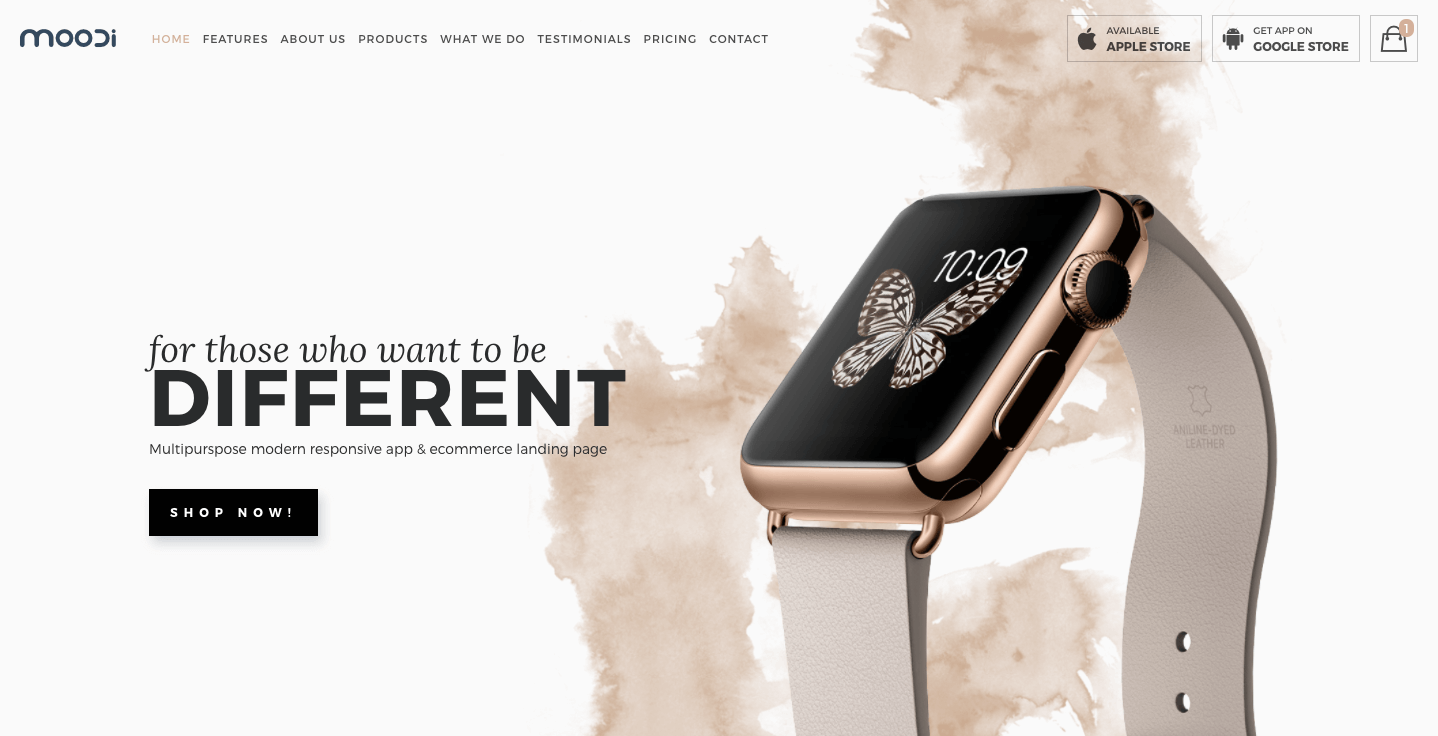 moodi
HOME FEATURES ABOUT US PRODUCTS WHAT WE DO TESTIMONIALS PRICING CONTACT
AVAILABLE
APPLE STORE
GET APP ON
GOOGLE STORE
1
10:09
for those who want to be
DIFFERENT
Multipurspose modern responsive app & ecommerce landing page
SHOP NOW!
ANILINE-DYED
LEATHER